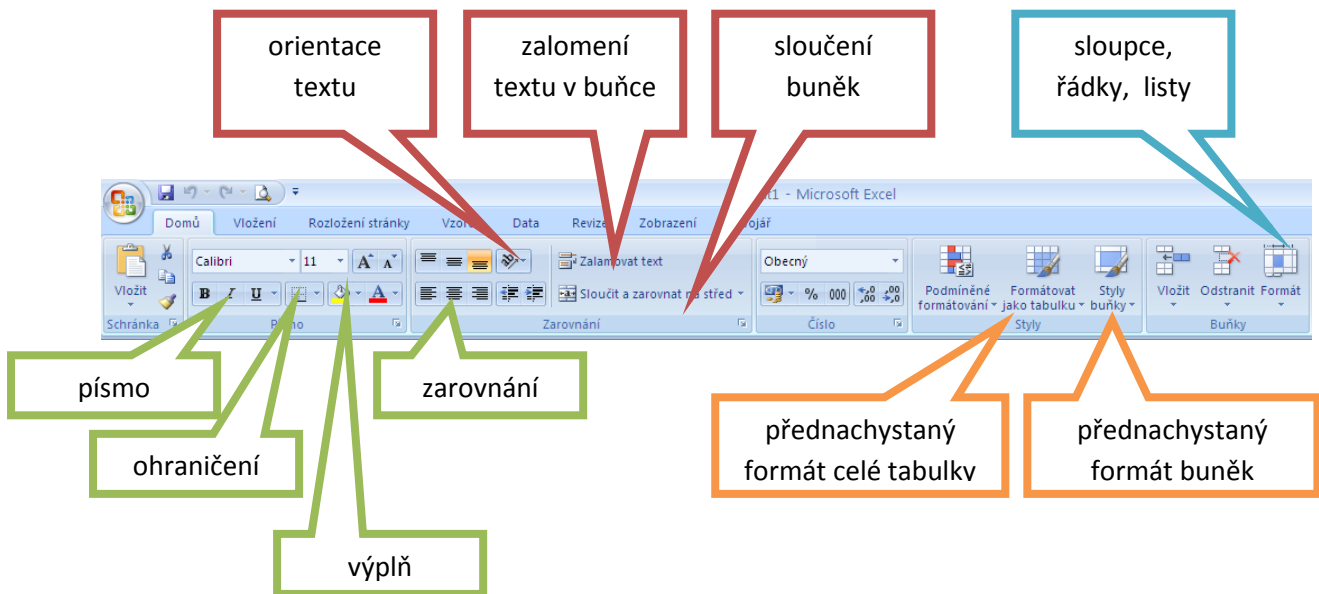 orientace
textu
zalomení
textu v buňce
sloučení
buněk
sloupce,
řádky, listy
- Microsoft Excel
Domů Vložení Rozložení stránky Data Zobrazení
Calibri 11 A A
Zalamovat text
Obecný
Vložit
B I U A
Sloučit a zarovnat na střed
% 000
Podmíněné formátování
Formátovat jako tabulku
Styly buňky
Vložit Odstranit Formát
Schránka Zarovnání Číslo Styly Buňky
písmo
zarovnání
ohraničení
výplň
přednachystaný
formát celé tabulky
přednachystaný
formát buněk